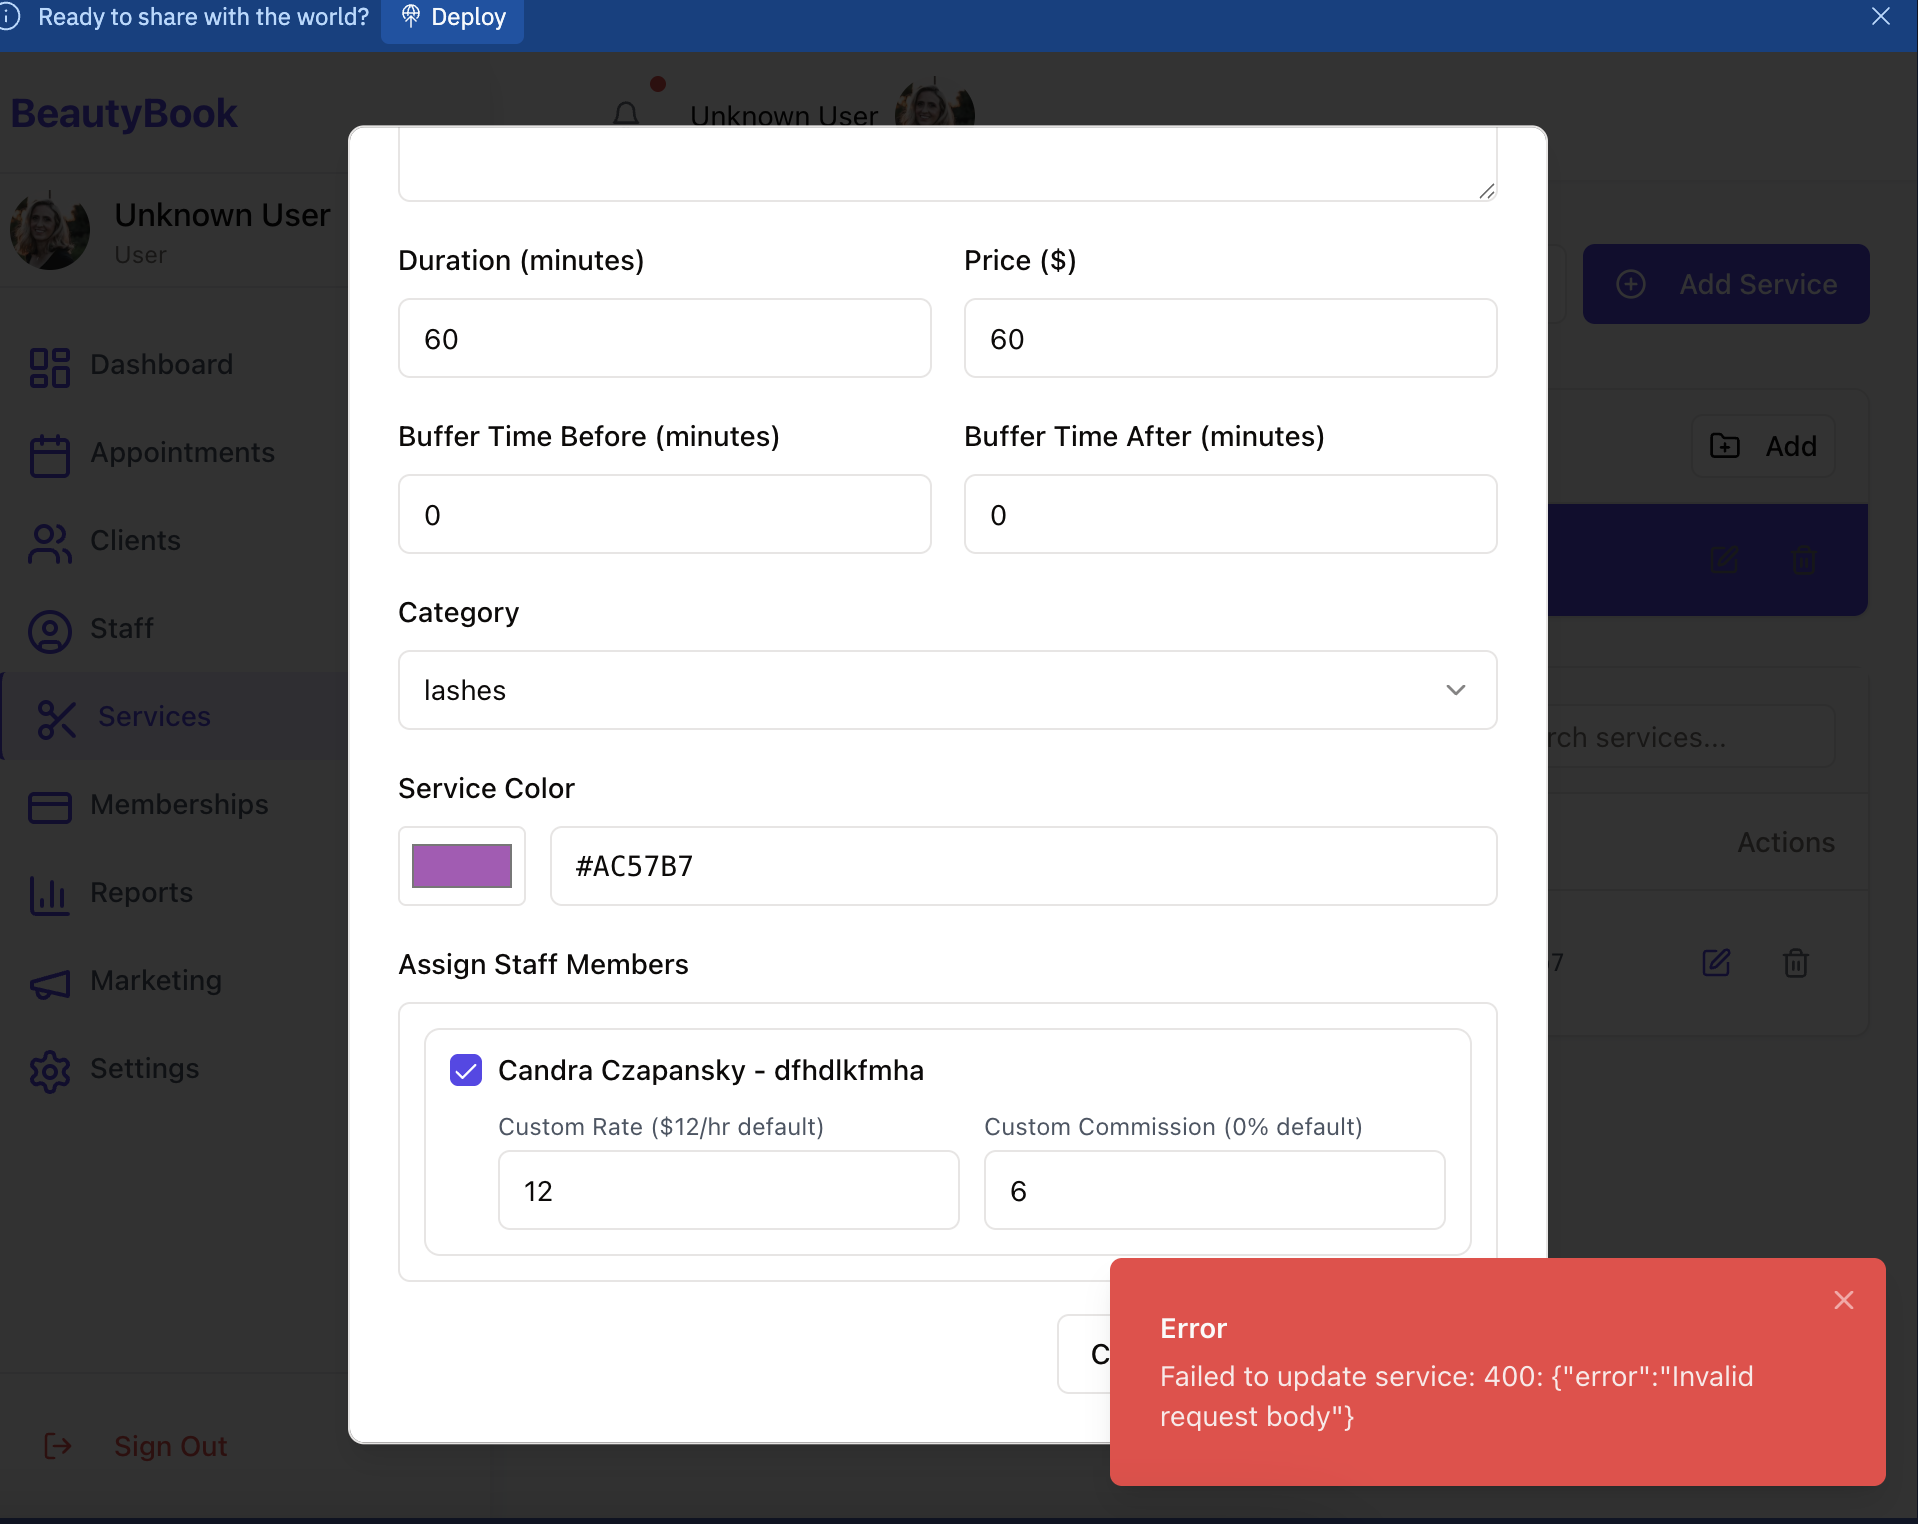 Ready to share with the world?
Deploy
BeautyBook
Unknown User
Unknown User
User
Dashboard
Appointments
Clients
Staff
Services
Memberships
Reports
Marketing
Settings
Sign Out
Add Service
Add
rch services...
Actions
7
Duration (minutes)
Price ($)
60
60
Buffer Time Before (minutes)
Buffer Time After (minutes)
0
0
Category
lashes
Service Color
#AC57B7
Assign Staff Members
Candra Czapansky - dfhdlkfmha
Custom Rate ($12/hr default)
Custom Commission (0% default)
12
6
C
Error
Failed to update service: 400: {"error":"Invalid
request body"}